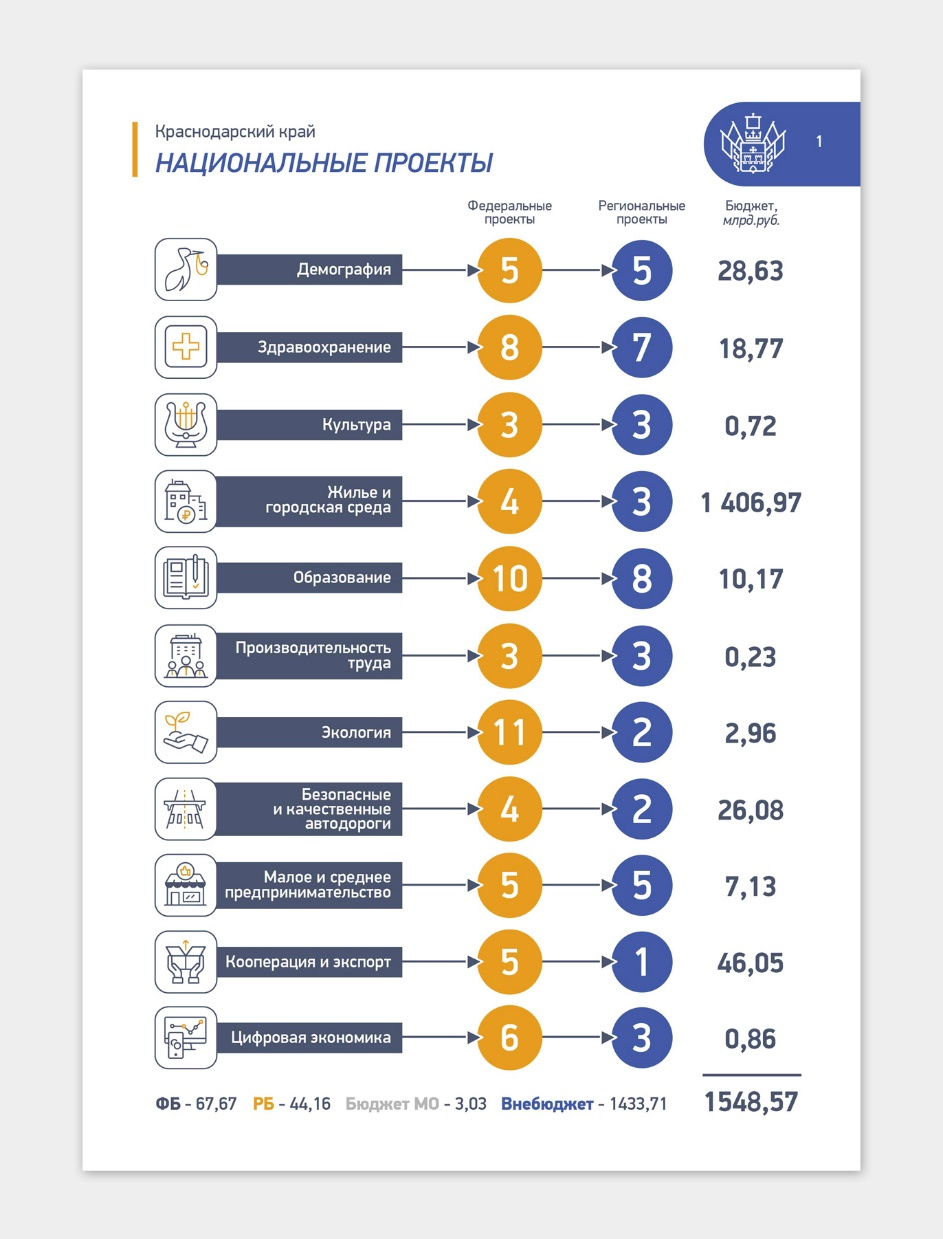 Краснодарский край
НАЦИОНАЛЬНЫЕ ПРОЕКТЫ
1
Федеральные
проекты
Региональные
проекты
Бюджет,
млрд.руб.
Демография 5 5 28,63
Здравоохранение 8 7 18,77
Культура 3 3 0,72
Жилье и
городская среда 4 3 1 406,97
Образование 10 8 10,17
Производительность
труда 3 3 0,23
Экология 11 2 2,96
Безопасные
и качественные
автодороги 4 2 26,08
Малое и среднее
предпринимательство 5 5 7,13
Кооперация и экспорт 5 1 46,05
Цифровая экономика 6 3 0,86
ФБ - 67,67 РБ - 44,16 Бюджет МО - 3,03 Внебюджет - 1433,71 1548,57